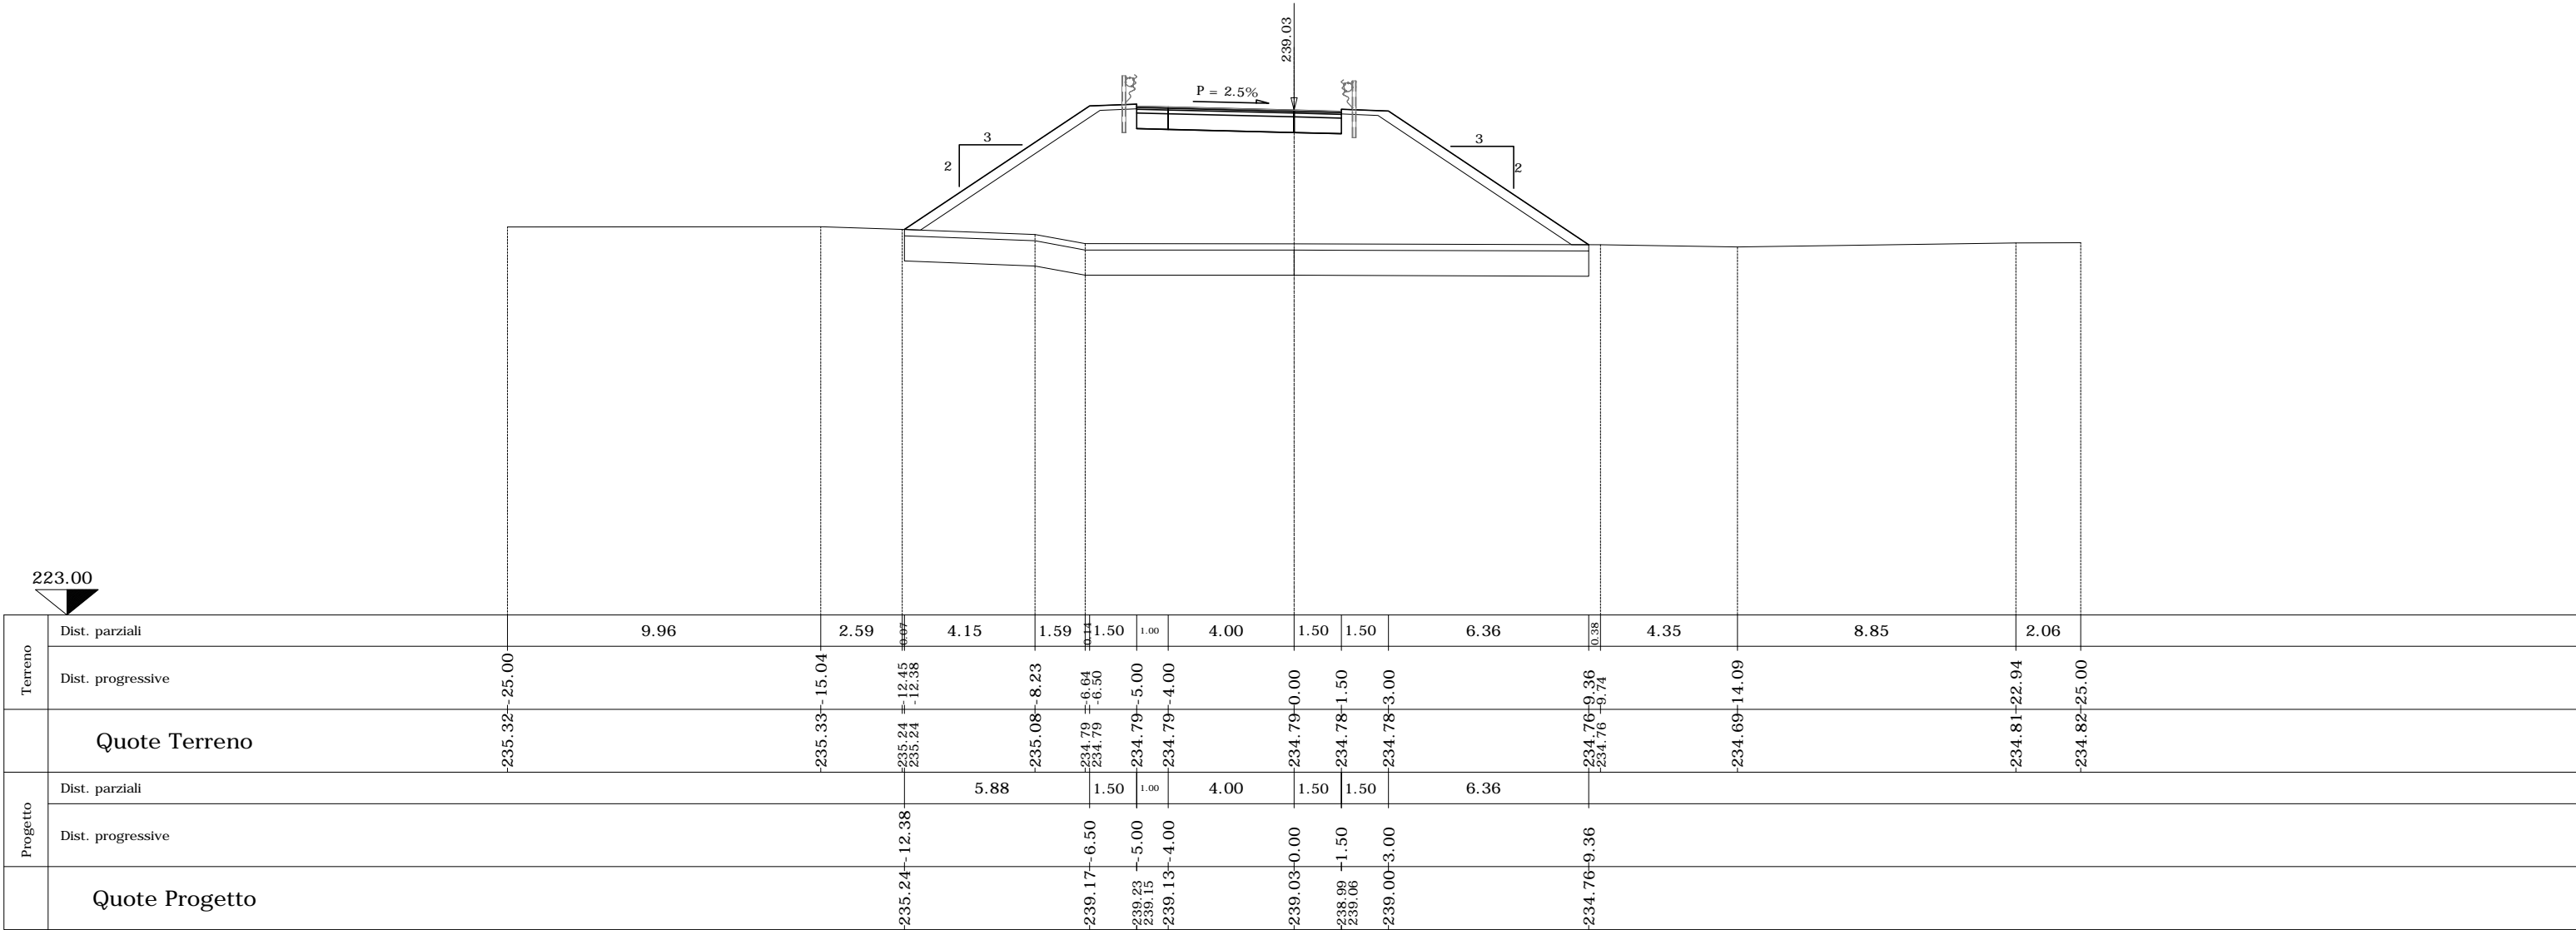 239.03
P = 2.5%
3
2
3
2
223.00
Terreno
Dist. parziali
9.96 2.59 0.07 4.15 1.59 0.14 1.50 1.00 4.00 1.50 1.50 6.36 0.38 4.35 8.85 2.06
Dist. progressive
-25.00 -15.04 -12.45 -12.38 -8.23 -6.64 -6.50 -5.00 -4.00 0.00 1.50 3.00 9.36 9.74 14.09 22.94 25.00
Quote Terreno
235.32 235.33 235.24 235.24 235.08 234.79 234.79 234.79 234.79 234.79 234.78 234.78 234.76 234.76 234.69 234.81 234.82
Progetto
Dist. parziali
5.88 1.50 1.00 4.00 1.50 1.50 6.36
Dist. progressive
-12.38 -6.50 -5.00 -4.00 0.00 1.50 3.00 9.36
Quote Progetto
235.24 239.17 239.23 239.15 239.13 239.03 238.99 239.06 239.00 234.76